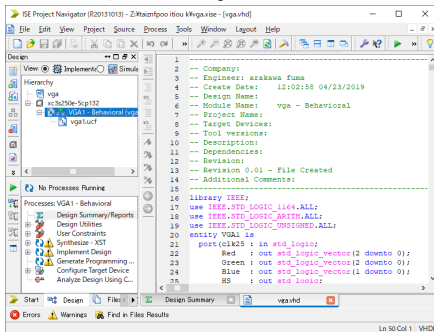 ISE Project Navigator (P.20131013) - Z:¥taiznfpoo itiou k¥vga.xise - [vga.vhd]
File Edit View Project Source Process Tools Window Layout Help
Design
View: Implementation Simula
Hierarchy
vga
xc3s250e-5cp132
VGA1 - Behavioral (vga
vga1.ucf
No Processes Running
Processes: VGA1 - Behavioral
Design Summary/Reports
Design Utilities
User Constraints
Synthesize - XST
Implement Design
Generate Programming ...
Configure Target Device
Analyze Design Using C...
Start Design Files
1 ----------------------------------------------------------------------------------
2 -- Company:
3 -- Engineer: arakawa fuma
4 -- Create Date: 12:02:58 04/23/2019
5 -- Design Name:
6 -- Module Name: vga - Behavioral
7 -- Project Name:
8 -- Target Devices:
9 -- Tool versions:
10 -- Description:
11 -- Dependencies:
12 -- Revision:
13 -- Revision 0.01 - File Created
14 -- Additional Comments:
15 ----------------------------------------------------------------------------------
16 library IEEE;
17 use IEEE.STD_LOGIC_1164.ALL;
18 use IEEE.STD_LOGIC_ARITH.ALL;
19 use IEEE.STD_LOGIC_UNSIGNED.ALL;
20 entity VGA1 is
21 port(clk25 : in std_logic;
22 Red : out std_logic_vector(2 downto 0);
23 Green : out std_logic_vector(2 downto 0);
24 Blue : out std_logic_vector(1 downto 0);
25 HS : out std_logic;
Design Summary vga.vhd
Errors Warnings Find in Files Results
Ln 50 Col 1 VHDL